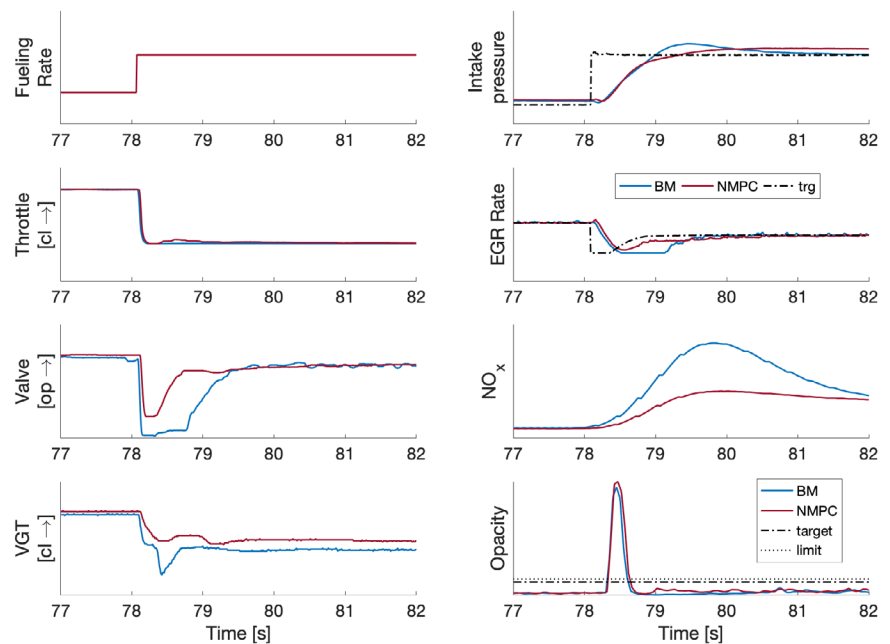 Fueling
Rate
77 78 79 80 81 82
Intake
pressure
77 78 79 80 81 82
Throttle
[cl →]
77 78 79 80 81 82
BM NMPC trg
EGR Rate
77 78 79 80 81 82
Valve
[op →]
77 78 79 80 81 82
NOx
77 78 79 80 81 82
VGT
[cl →]
77 78 79 80 81 82
Time [s]
BM
NMPC
target
limit
Opacity
77 78 79 80 81 82
Time [s]